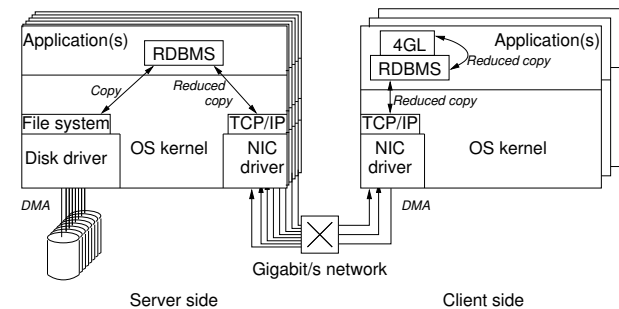 Application(s)
RDBMS
Copy
Reduced
copy
File system
TCP/IP
Disk driver
OS kernel
NIC
driver
DMA
4GL
Application(s)
Reduced copy
RDBMS
Reduced copy
TCP/IP
NIC
driver
OS kernel
DMA
Gigabit/s network
Server side
Client side